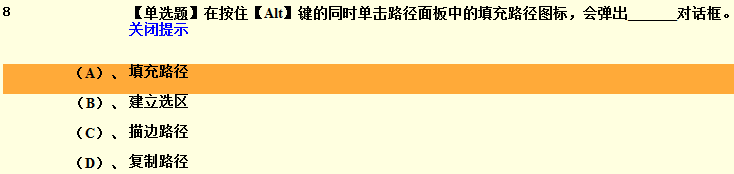 8 【单选题】在按住【Alt】键的同时单击路径面板中的填充路径图标，会弹出______对话框。
关闭提示
（A）、填充路径
（B）、建立选区
（C）、描边路径
（D）、复制路径